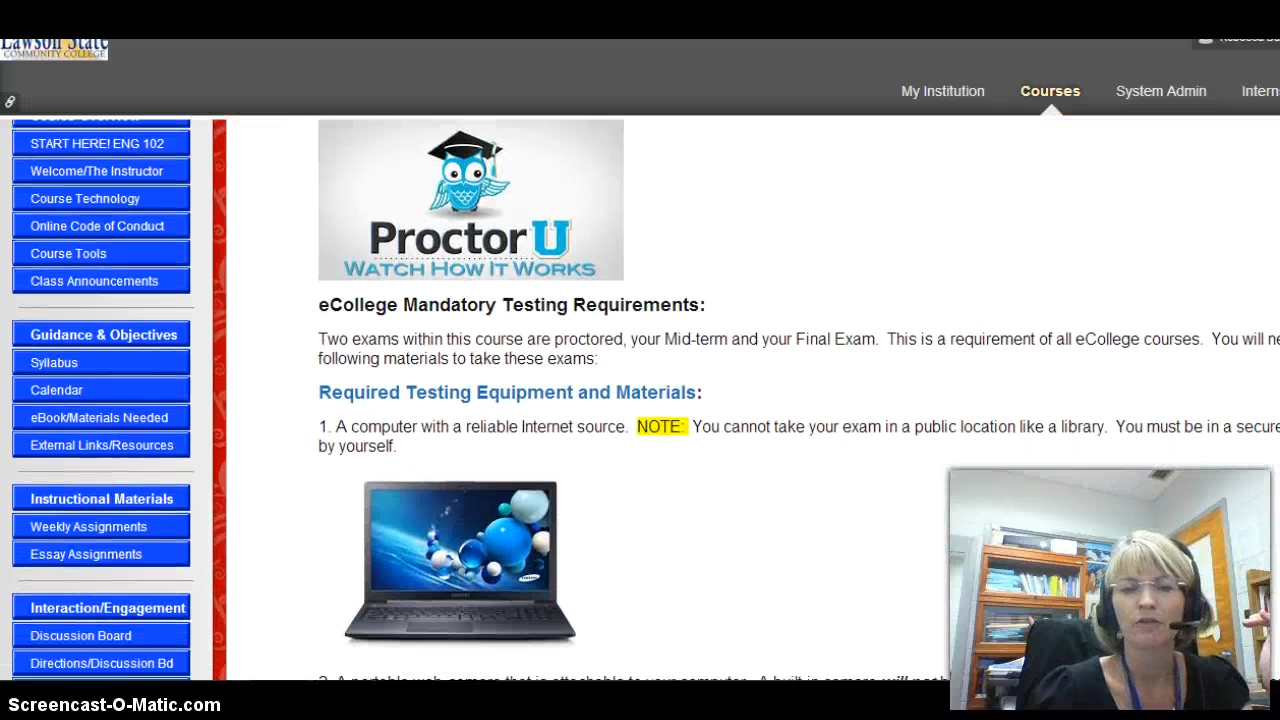 Lawson State
COMMUNITY COLLEGE
My Institution
Courses
System Admin
START HERE! ENG 102
Welcome/The Instructor
Course Technology
Online Code of Conduct
Course Tools
Class Announcements
Guidance & Objectives
Syllabus
Calendar
eBook/Materials Needed
External Links/Resources
Instructional Materials
Weekly Assignments
Essay Assignments
Interaction/Engagement
Discussion Board
Directions/Discussion Bd
ProctorU
WATCH HOW IT WORKS
eCollege Mandatory Testing Requirements:
Two exams within this course are proctored, your Mid-term and your Final Exam. This is a requirement of all eCollege courses. You will
following materials to take these exams:
Required Testing Equipment and Materials:
1. A computer with a reliable Internet source. NOTE: You cannot take your exam in a public location like a library. You must be in a secure
by yourself.
SAMSUNG
Screencast-O-Matic.com